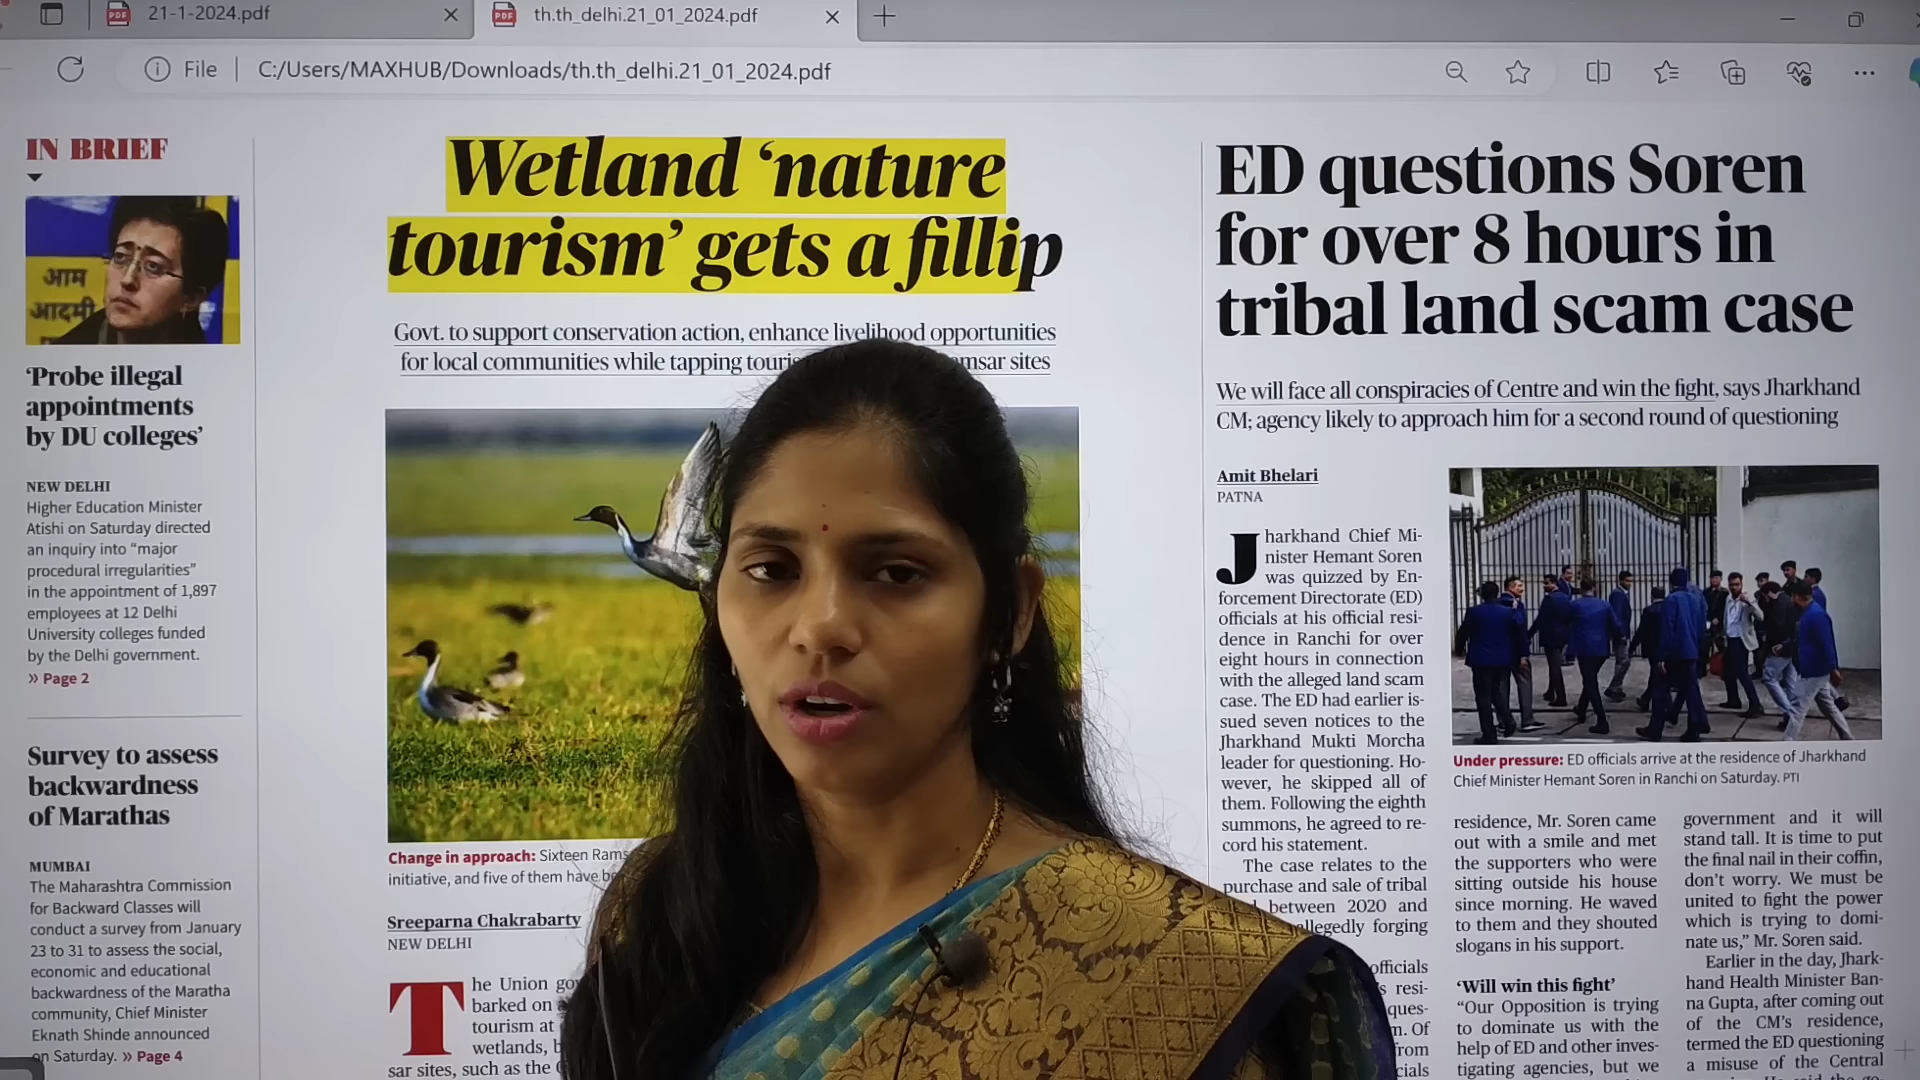 21-1-2024.pdf
th.th_delhi.21_01_2024.pdf
File
C:/Users/MAXHUB/Downloads/th.th_delhi.21_01_2024.pdf
IN BRIEF
आम
आदमी
‘Probe illegal
appointments
by DU colleges’
NEW DELHI
Higher Education Minister
Atishi on Saturday directed
an inquiry into “major
procedural irregularities”
in the appointment of 1,897
employees at 12 Delhi
University colleges funded
by the Delhi government.
» Page 2
Survey to assess
backwardness
of Marathas
MUMBAI
The Maharashtra Commission
for Backward Classes will
conduct a survey from January
23 to 31 to assess the social,
economic and educational
backwardness of the Maratha
community, Chief Minister
Eknath Shinde announced
on Saturday. » Page 4
Wetland ‘nature
tourism’ gets a fillip
Govt. to support conservation action, enhance livelihood opportunities
for local communities while tapping amsar sites
Change in approach: Sixteen
initiative, and five of them have
Sreeparna Chakrabarty
NEW DELHI
The Union
barked on
tourism at
wetlands,
sar sites, such as the
ED questions Soren
for over 8 hours in
tribal land scam case
We will face all conspiracies of Centre and win the fight, says Jharkhand
CM; agency likely to approach him for a second round of questioning
Amit Bhelari
PATNA
Jharkhand Chief Mi-
nister Hemant Soren
was quizzed by En-
forcement Directorate (ED)
officials at his official resi-
dence in Ranchi for over
eight hours in connection
with the alleged land scam
case. The ED had earlier is-
sued seven notices to the
Jharkhand Mukti Morcha
leader for questioning. Ho-
wever, he skipped all of
them. Following the eighth
summons, he agreed to re-
cord his statement.
The case relates to the
purchase and sale of tribal
between 2020 and
allegedly forging
officials
resi-
ques-
Of
from
Under pressure: ED officials arrive at the residence of Jharkhand
Chief Minister Hemant Soren in Ranchi on Saturday. PTI
residence, Mr. Soren came
out with a smile and met
the supporters who were
sitting outside his house
since morning. He waved
to them and they shouted
slogans in his support.
‘Will win this fight’
“Our Opposition is trying
to dominate us with the
help of ED and other inves-
tigating agencies, but we
government and it will
stand tall. It is time to put
the final nail in their coffin,
don’t worry. We must be
united to fight the power
which is trying to domi-
nate us,” Mr. Soren said.
Earlier in the day, Jhark-
hand Health Minister Ban-
na Gupta, after coming out
of the CM’s residence,
termed the ED questioning
a misuse of the Central